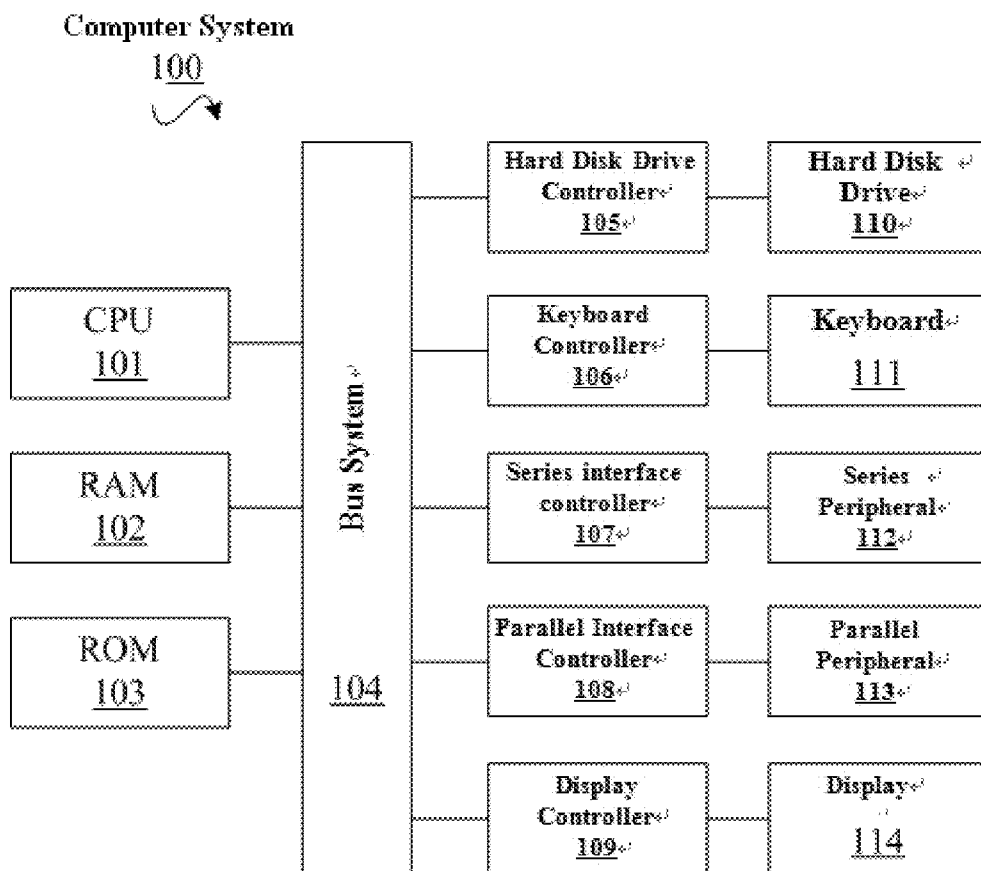 Computer System
100
Hard Disk Drive
Controller↵
105↵
Hard Disk ↵
Drive↵
110↵
CPU
101
Keyboard
Controller↵
106↵
Keyboard↵
111↵
RAM
102
Bus System↵
104
Series interface
controller↵
107↵
Series ↵
Peripheral↵
112↵
ROM
103
Parallel Interface
Controller↵
108↵
Parallel
Peripheral↵
113↵
Display
Controller↵
109↵
Display↵
↵
114